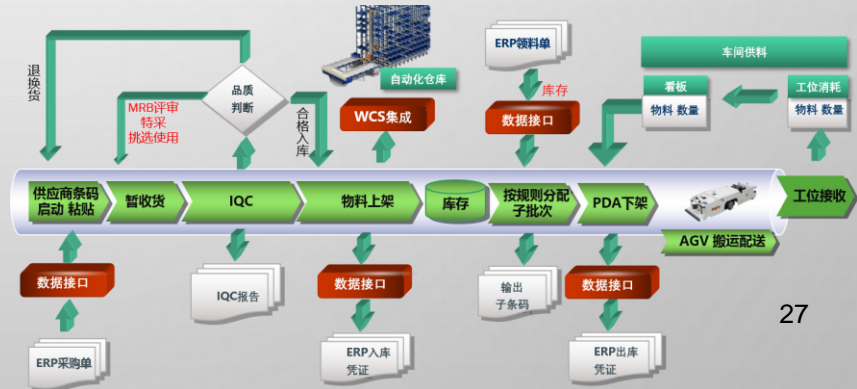 退换货
MRB评审
特采
挑选使用
品质
判断
合格入库
自动化仓库
WCS集成
ERP领料单
库存
数据接口
车间供料
看板
物料 数量
工位消耗
物料 数量
供应商条码
启动 粘贴
暂收货
IQC
物料上架
库存
按规则分配
子批次
PDA下架
AGV 搬运配送
工位接收
数据接口
ERP采购单
IQC报告
数据接口
ERP入库
凭证
输出
子条码
数据接口
ERP出库
凭证
27